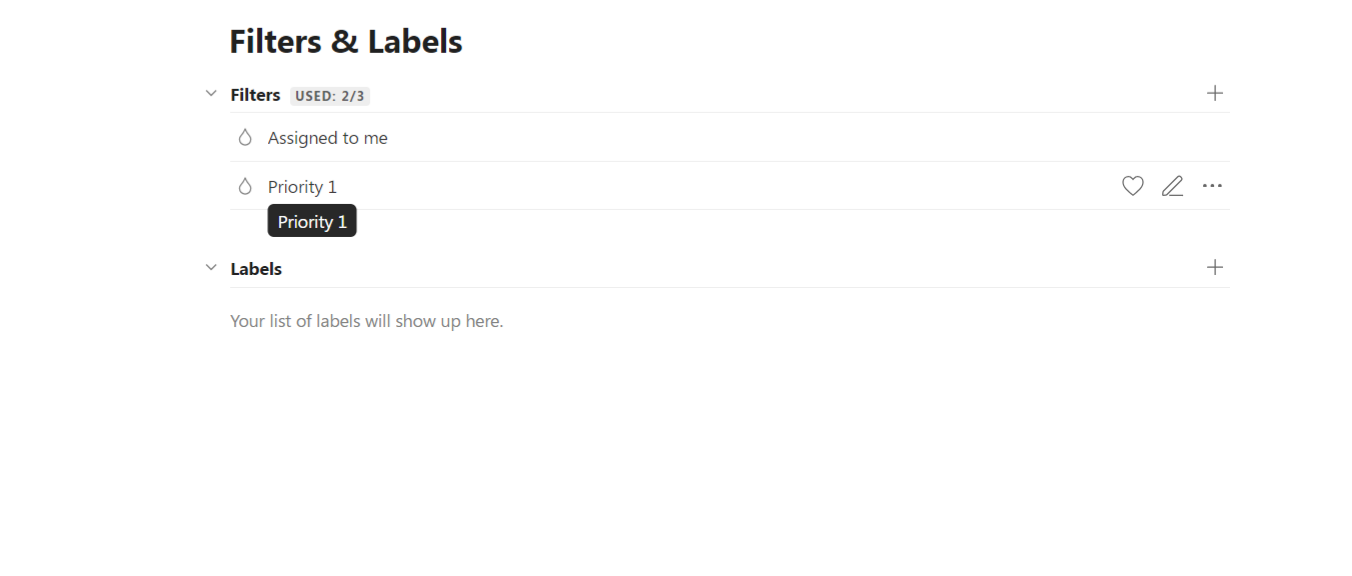 Filters & Labels
Filters USED: 2/3
Assigned to me
Priority 1
Priority 1
Labels
Your list of labels will show up here.